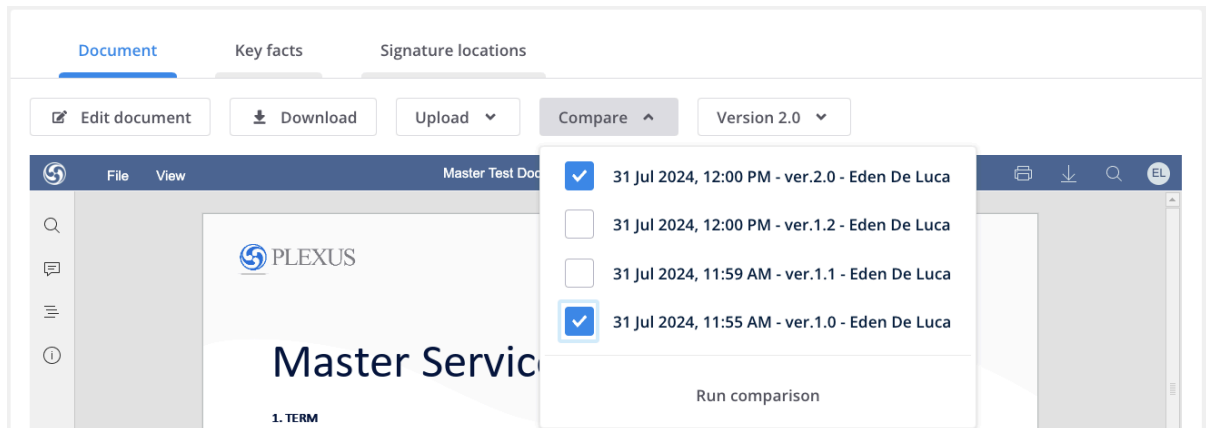 Document Key facts Signature locations
Edit document Download Upload Compare Version 2.0
File View Master Test Doc EL
31 Jul 2024, 12:00 PM - ver.2.0 - Eden De Luca
31 Jul 2024, 12:00 PM - ver.1.2 - Eden De Luca
PLEXUS
31 Jul 2024, 11:59 AM - ver.1.1 - Eden De Luca
31 Jul 2024, 11:55 AM - ver.1.0 - Eden De Luca
Master Servic
Run comparison
1. TERM